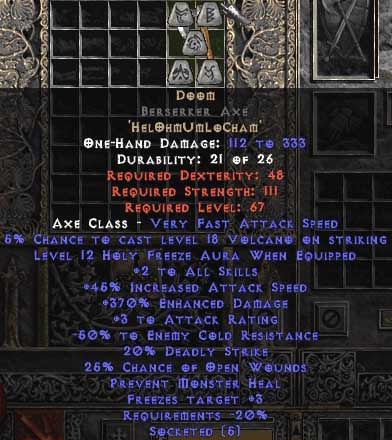 Doom
Berserker Axe
'HelOhmUmLoCham'
One-Hand Damage: 112 to 333
Durability: 21 of 26
Required Dexterity: 48
Required Strength: 111
Required Level: 67
Axe Class - Very Fast Attack Speed
5% Chance to cast level 18 Volcano on striking
Level 12 Holy Freeze Aura When Equipped
+2 to All Skills
+45% Increased Attack Speed
+370% Enhanced Damage
+3 to Attack Rating
-50% to Enemy Cold Resistance
20% Deadly Strike
25% Chance of Open Wounds
Prevent Monster Heal
Freezes target +3
Requirements -20%
Socketed (5)